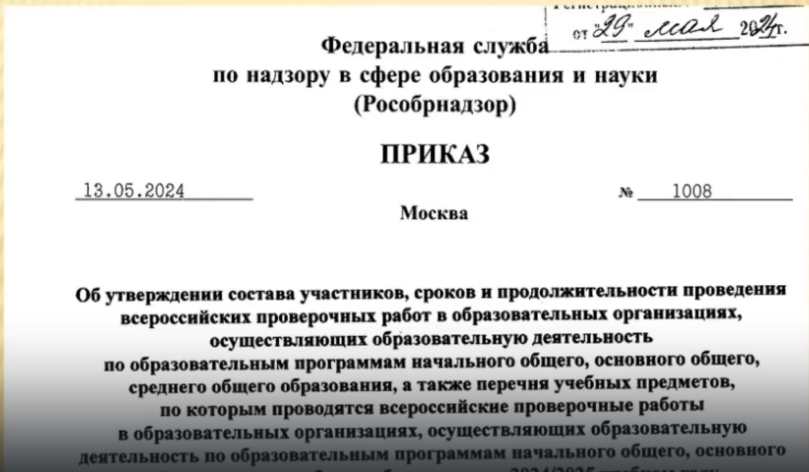 от "29" мая 2024г.
Федеральная служба
по надзору в сфере образования и науки
(Рособрнадзор)
ПРИКАЗ
13.05.2024 № 1008
Москва
Об утверждении состава участников, сроков и продолжительности проведения
всероссийских проверочных работ в образовательных организациях,
осуществляющих образовательную деятельность
по образовательным программам начального общего, основного общего,
среднего общего образования, а также перечня учебных предметов,
по которым проводятся всероссийские проверочные работы
в образовательных организациях, осуществляющих образовательную
деятельность по образовательным программам начального общего, основного